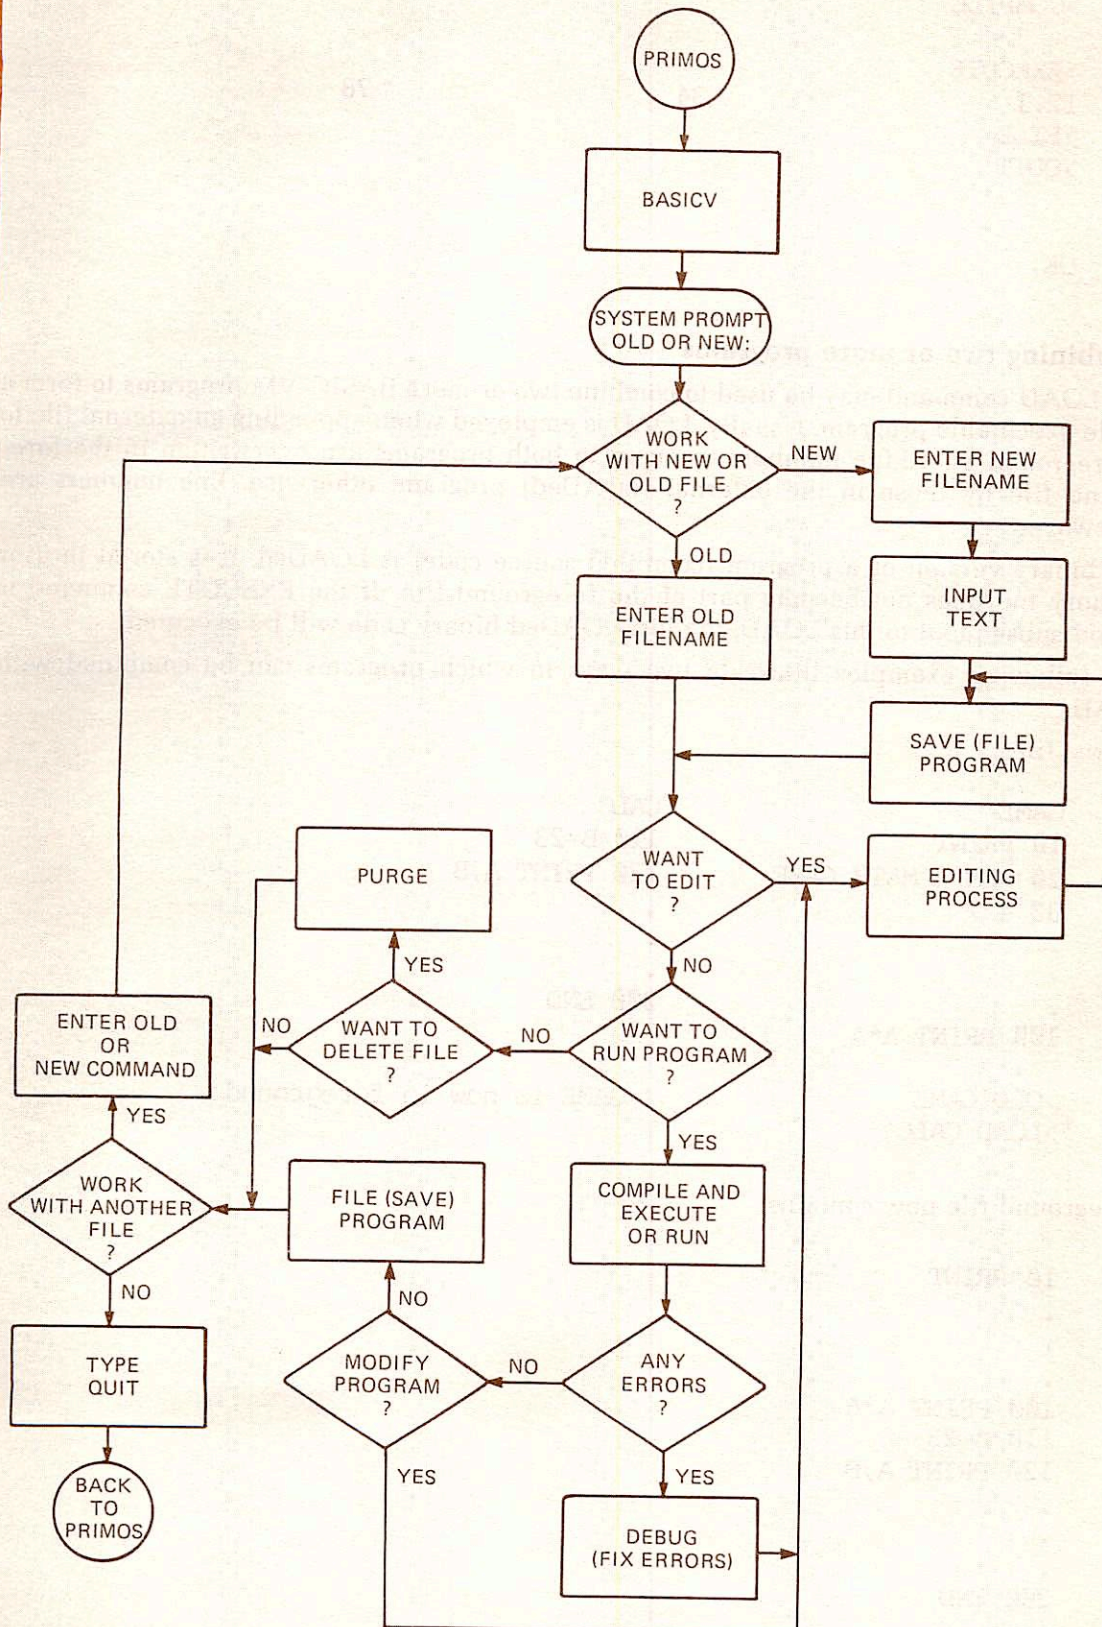 PRIMOS
BASICV
SYSTEM PROMPT
OLD OR NEW:
WORK
WITH NEW OR
OLD FILE
?
NEW
ENTER NEW
FILENAME
OLD
ENTER OLD
FILENAME
INPUT
TEXT
SAVE (FILE)
PROGRAM
WANT
TO EDIT
?
YES
EDITING
PROCESS
NO
PURGE
YES
WANT TO
DELETE FILE
?
NO
NO
WANT TO
RUN PROGRAM
?
YES
ENTER OLD
OR
NEW COMMAND
YES
WORK
WITH ANOTHER
FILE
?
NO
FILE (SAVE)
PROGRAM
NO
COMPILE AND
EXECUTE
OR RUN
TYPE
QUIT
MODIFY
PROGRAM
?
YES
NO
ANY
ERRORS
?
YES
BACK
TO
PRIMOS
DEBUG
(FIX ERRORS)